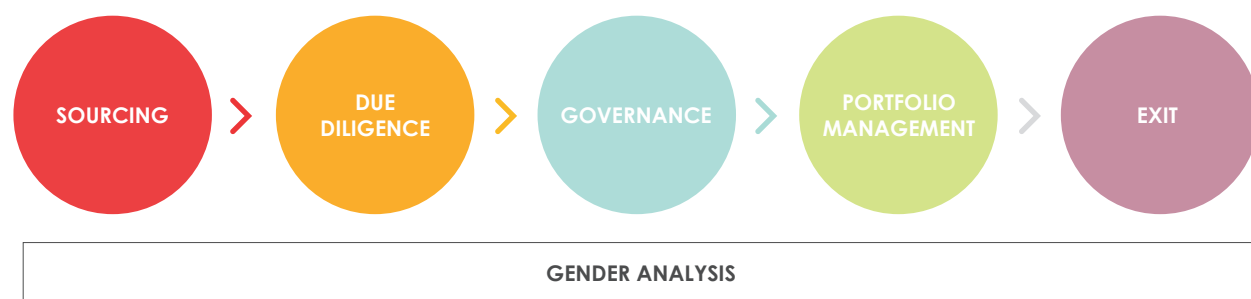 SOURCING
DUE
DILIGENCE
GOVERNANCE
PORTFOLIO
MANAGEMENT
EXIT
GENDER ANALYSIS